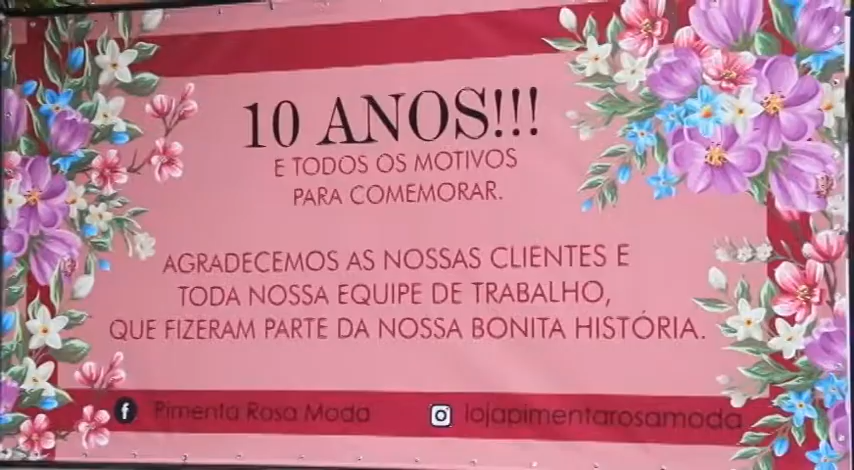 10 ANOS!!!
E TODOS OS MOTIVOS
PARA COMEMORAR.
AGRADECEMOS AS NOSSAS CLIENTES E
TODA NOSSA EQUIPE DE TRABALHO,
QUE FIZERAM PARTE DA NOSSA BONITA HISTÓRIA.
Pimenta Rosa Moda lojapimentarosamoda